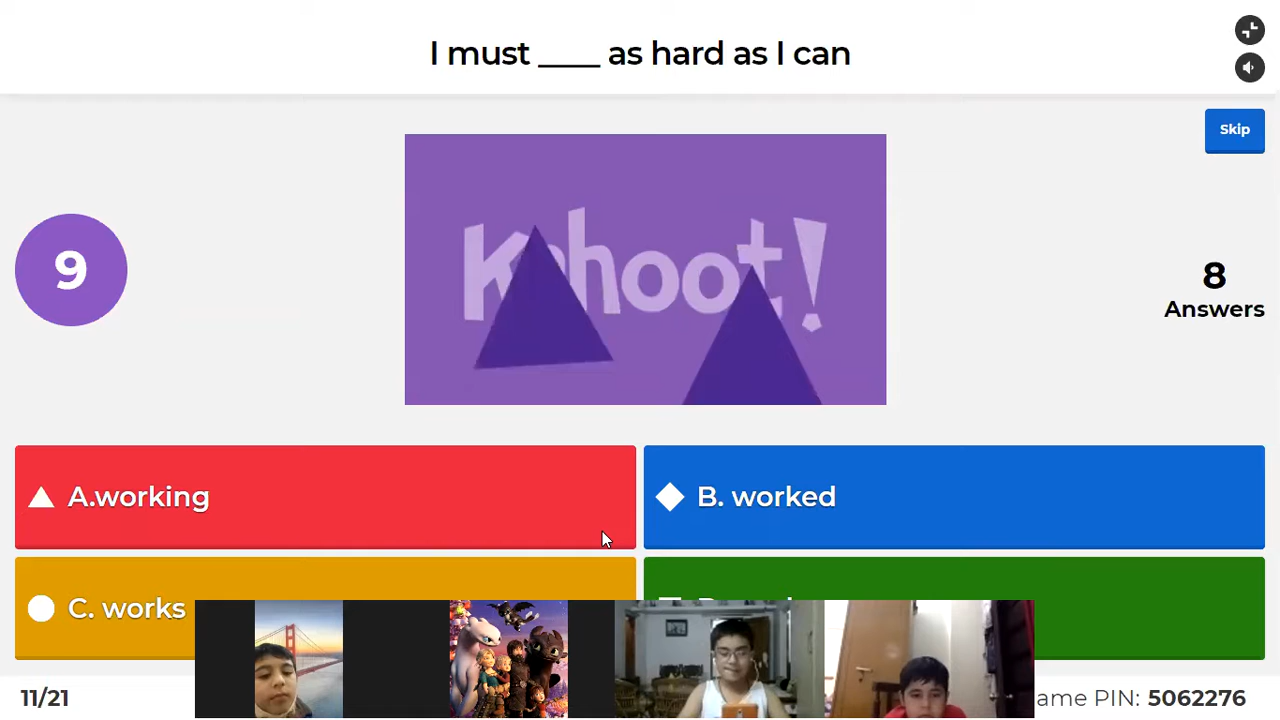 I must ____ as hard as I can
Skip
9
Kahoot!
8
Answers
A.working
B. worked
C. works
11/21
ame PIN: 5062276